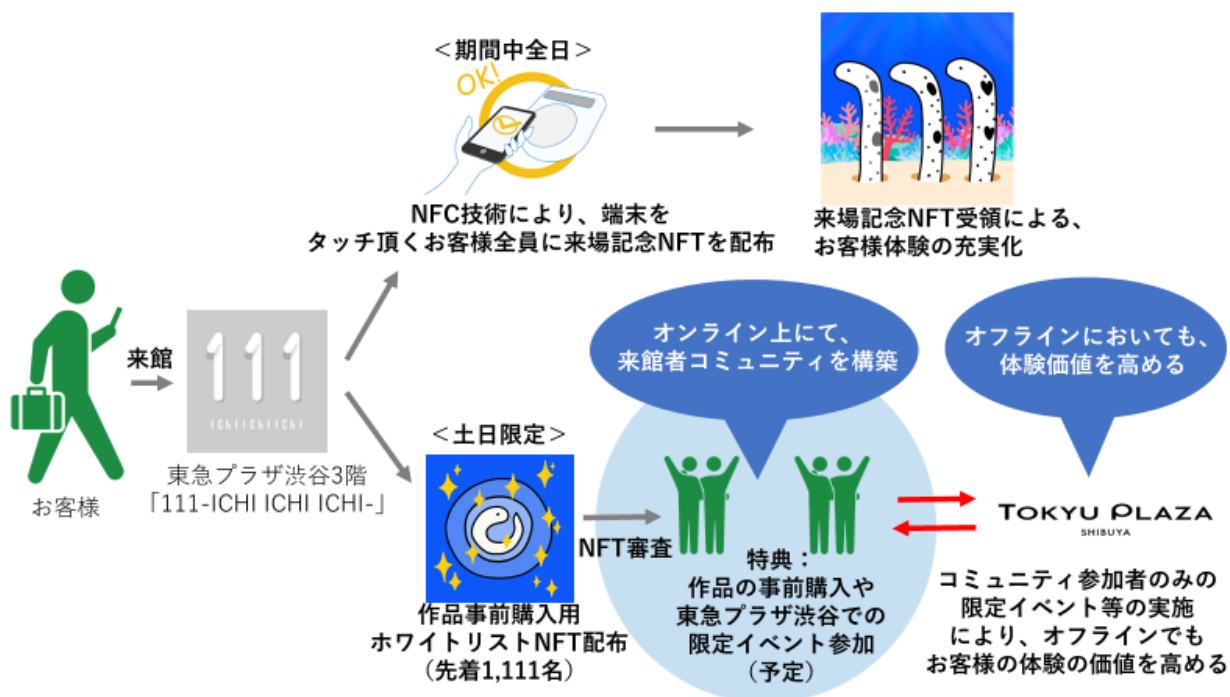 ＜期間中全日＞
OK!
NFC技術により、端末を
タッチ頂くお客様全員に来場記念NFTを配布
来場記念NFT受領による、
お客様体験の充実化
来館
111
ICHI ICHI ICHI
お客様
東急プラザ渋谷3階
「111-ICHI ICHI ICHI-」
＜土日限定＞
作品事前購入用
ホワイトリストNFT配布
（先着1,111名）
NFT審査
オンライン上にて、
来館者コミュニティを構築
特典：
作品の事前購入や
東急プラザ渋谷での
限定イベント参加
（予定）
オフラインにおいても、
体験価値を高める
TOKYU PLAZA
SHIBUYA
コミュニティ参加者のみの
限定イベント等の実施
により、オフラインでも
お客様の体験の価値を高める